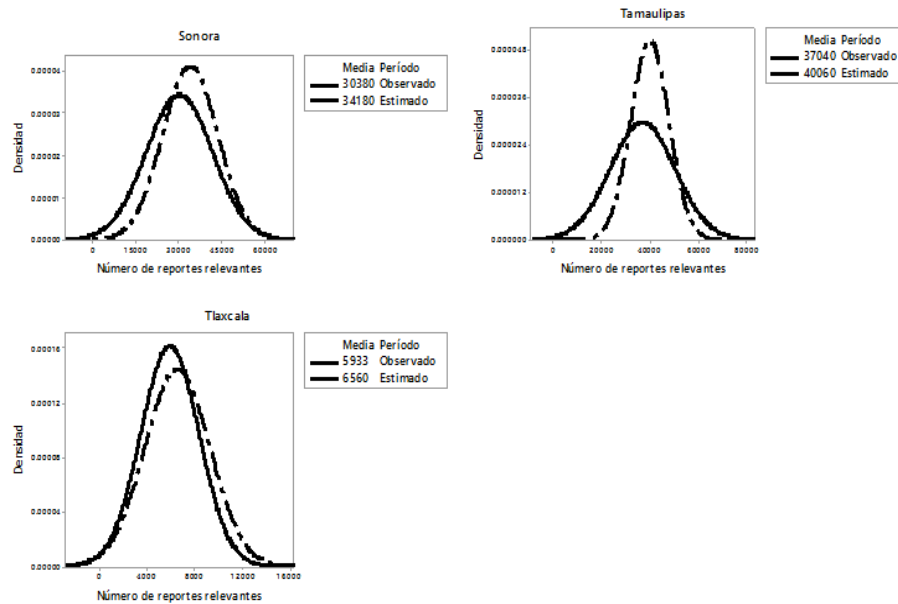 Sonora
Media Período
30380 Observado
34180 Estimado
0.00004
0.00003
0.00002
0.00001
0.00000
Densidad
0 15000 30000 45000 60000
Número de reportes relevantes
Tamaulipas
Media Período
37040 Observado
40060 Estimado
0.000048
0.000036
0.000024
0.000012
0.000000
Densidad
0 20000 40000 60000 80000
Número de reportes relevantes
Tlaxcala
Media Período
5933 Observado
6560 Estimado
0.00016
0.00012
0.00008
0.00004
0.00000
Densidad
0 4000 8000 12000 16000
Número de reportes relevantes